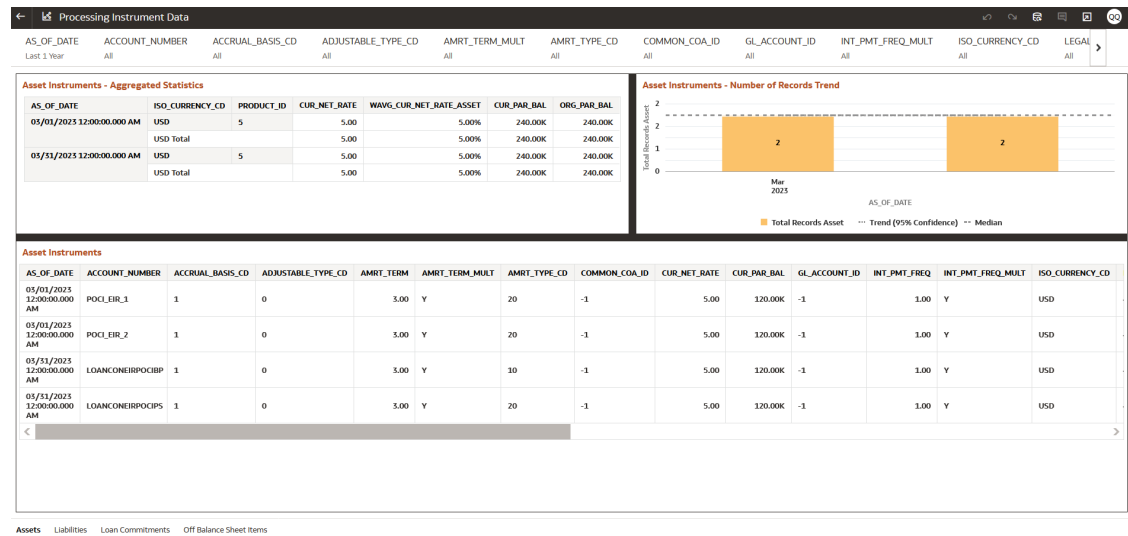 Processing Instrument Data
QQ
AS_OF_DATE ACCOUNT_NUMBER ACCRUAL_BASIS_CD ADJUSTABLE_TYPE_CD AMRT_TERM_MULT AMRT_TYPE_CD COMMON_COA_ID GL_ACCOUNT_ID INT_PMT_FREQ_MULT ISO_CURRENCY_CD LEGAL
Last 1 Year All All All All All All All All All All
Asset Instruments - Aggregated Statistics
AS_OF_DATE ISO_CURRENCY_CD PRODUCT_ID CUR_NET_RATE WAVG_CUR_NET_RATE_ASSET CUR_PAR_BAL ORG_PAR_BAL
03/01/2023 12:00:00.000 AM USD 5 5.00 5.00% 240.00K 240.00K
USD Total 5.00 5.00% 240.00K 240.00K
03/31/2023 12:00:00.000 AM USD 5 5.00 5.00% 240.00K 240.00K
USD Total 5.00 5.00% 240.00K 240.00K
Asset Instruments - Number of Records Trend
Total Records Asset
2
2
1
0
2 2
Mar
2023
AS_OF_DATE
Total Records Asset Trend (95% Confidence) Median
Asset Instruments
AS_OF_DATE ACCOUNT_NUMBER ACCRUAL_BASIS_CD ADJUSTABLE_TYPE_CD AMRT_TERM AMRT_TERM_MULT AMRT_TYPE_CD COMMON_COA_ID CUR_NET_RATE CUR_PAR_BAL GL_ACCOUNT_ID INT_PMT_FREQ INT_PMT_FREQ_MULT ISO_CURRENCY_CD
03/01/2023
12:00:00.000 POCI_EIR_1 1 0 3.00 Y 20 -1 5.00 120.00K -1 1.00 Y USD
AM
03/01/2023
12:00:00.000 POCI_EIR_2 1 0 3.00 Y 20 -1 5.00 120.00K -1 1.00 Y USD
AM
03/31/2023
12:00:00.000 LOANCONEIRPOCIBP 1 0 3.00 Y 10 -1 5.00 120.00K -1 1.00 Y USD
AM
03/31/2023
12:00:00.000 LOANCONEIRPOCIPS 1 0 3.00 Y 20 -1 5.00 120.00K -1 1.00 Y USD
AM
Assets Liabilities Loan Commitments Off Balance Sheet Items